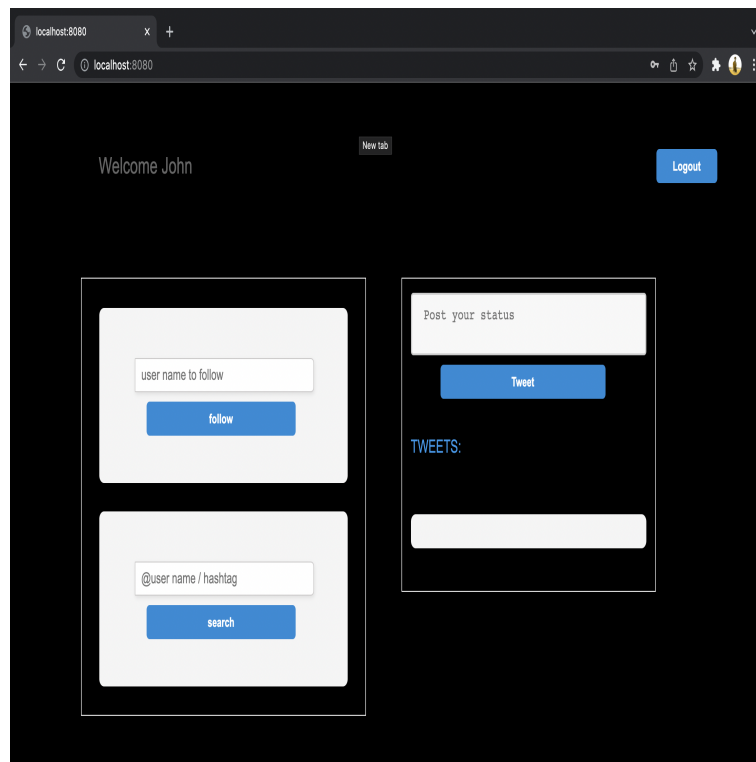 localhost:8080
localhost:8080
New tab
Welcome John
Logout
user name to follow
follow
@user name / hashtag
search
Post your status
Tweet
TWEETS: